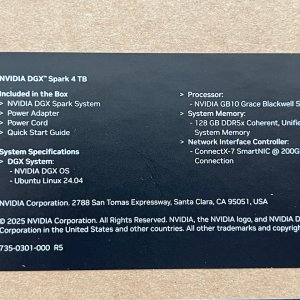 NVIDIA DGX™ Spark 4 TB
Included in the Box
> NVIDIA DGX Spark System
> Power Adapter
> Power Cord
> Quick Start Guide
System Specifications
> DGX System:
- NVIDIA DGX OS
- Ubuntu Linux 24.04
> Processor:
- NVIDIA GB10 Grace Blackwell S
> System Memory:
- 128 GB DDR5x Coherent, Unified
System Memory
> Network Interface Controller:
- ConnectX-7 SmartNIC @ 200G
Connection
NVIDIA Corporation. 2788 San Tomas Expressway, Santa Clara, CA 95051, USA
© 2025 NVIDIA Corporation. All Rights Reserved. NVIDIA, the NVIDIA logo, and NVIDIA D
Corporation in the United States and other countries. All other trademarks and copyrigh
735-0301-000 R5